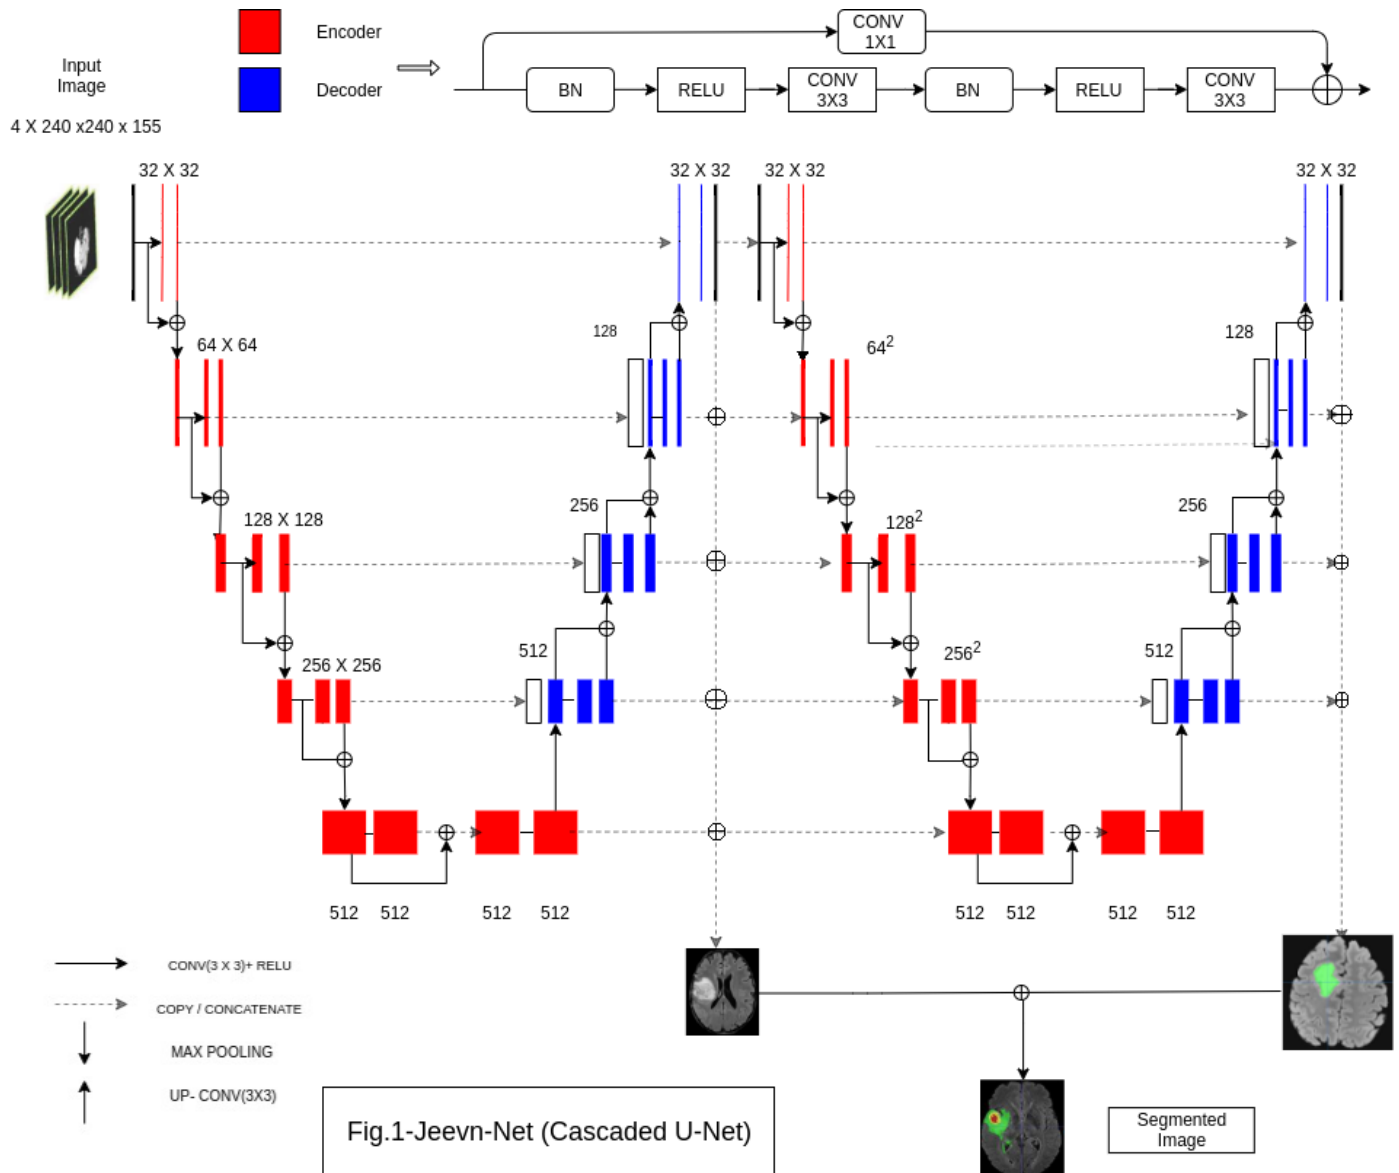 Input
Image
4 X 240 x240 x 155
Encoder
Decoder
CONV
1X1
BN
RELU
CONV
3X3
BN
RELU
CONV
3X3
32 X 32
32 X 32
32 X 32
32 X 32
64 X 64
128
64²
128
128 X 128
256
128²
256
256 X 256
512
256²
512
512
512
512
512
512
512
512
512
CONV(3 X 3)+ RELU
COPY / CONCATENATE
MAX POOLING
UP- CONV(3X3)
Fig.1-Jeevn-Net (Cascaded U-Net)
Segmented
Image